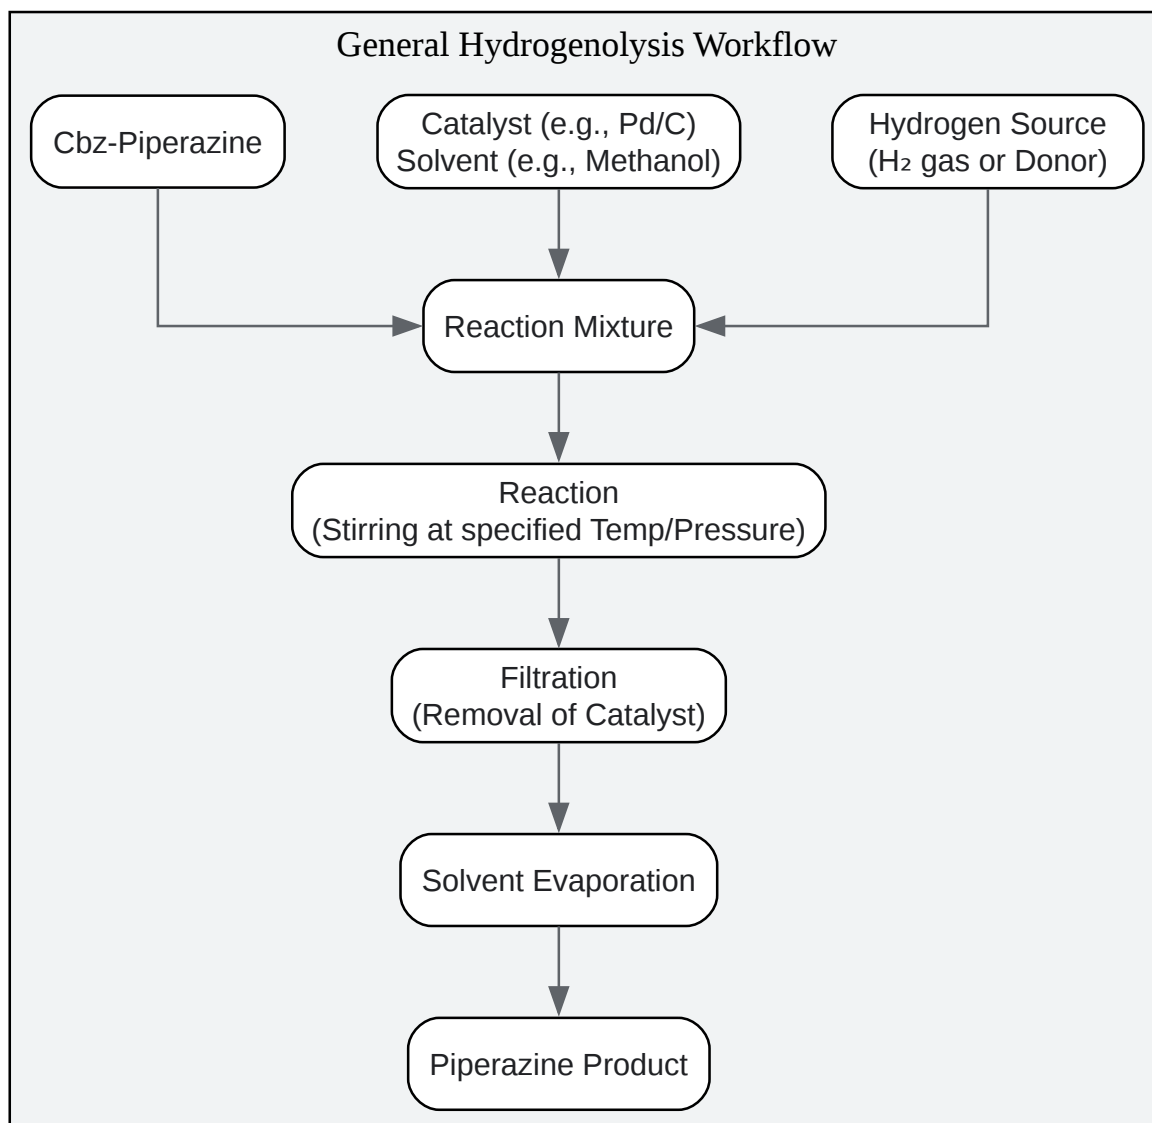 General Hydrogenolysis Workflow
Cbz-Piperazine
Catalyst (e.g., Pd/C)
Solvent (e.g., Methanol)
Hydrogen Source
(H₂ gas or Donor)
Reaction Mixture
Reaction
(Stirring at specified Temp/Pressure)
Filtration
(Removal of Catalyst)
Solvent Evaporation
Piperazine Product